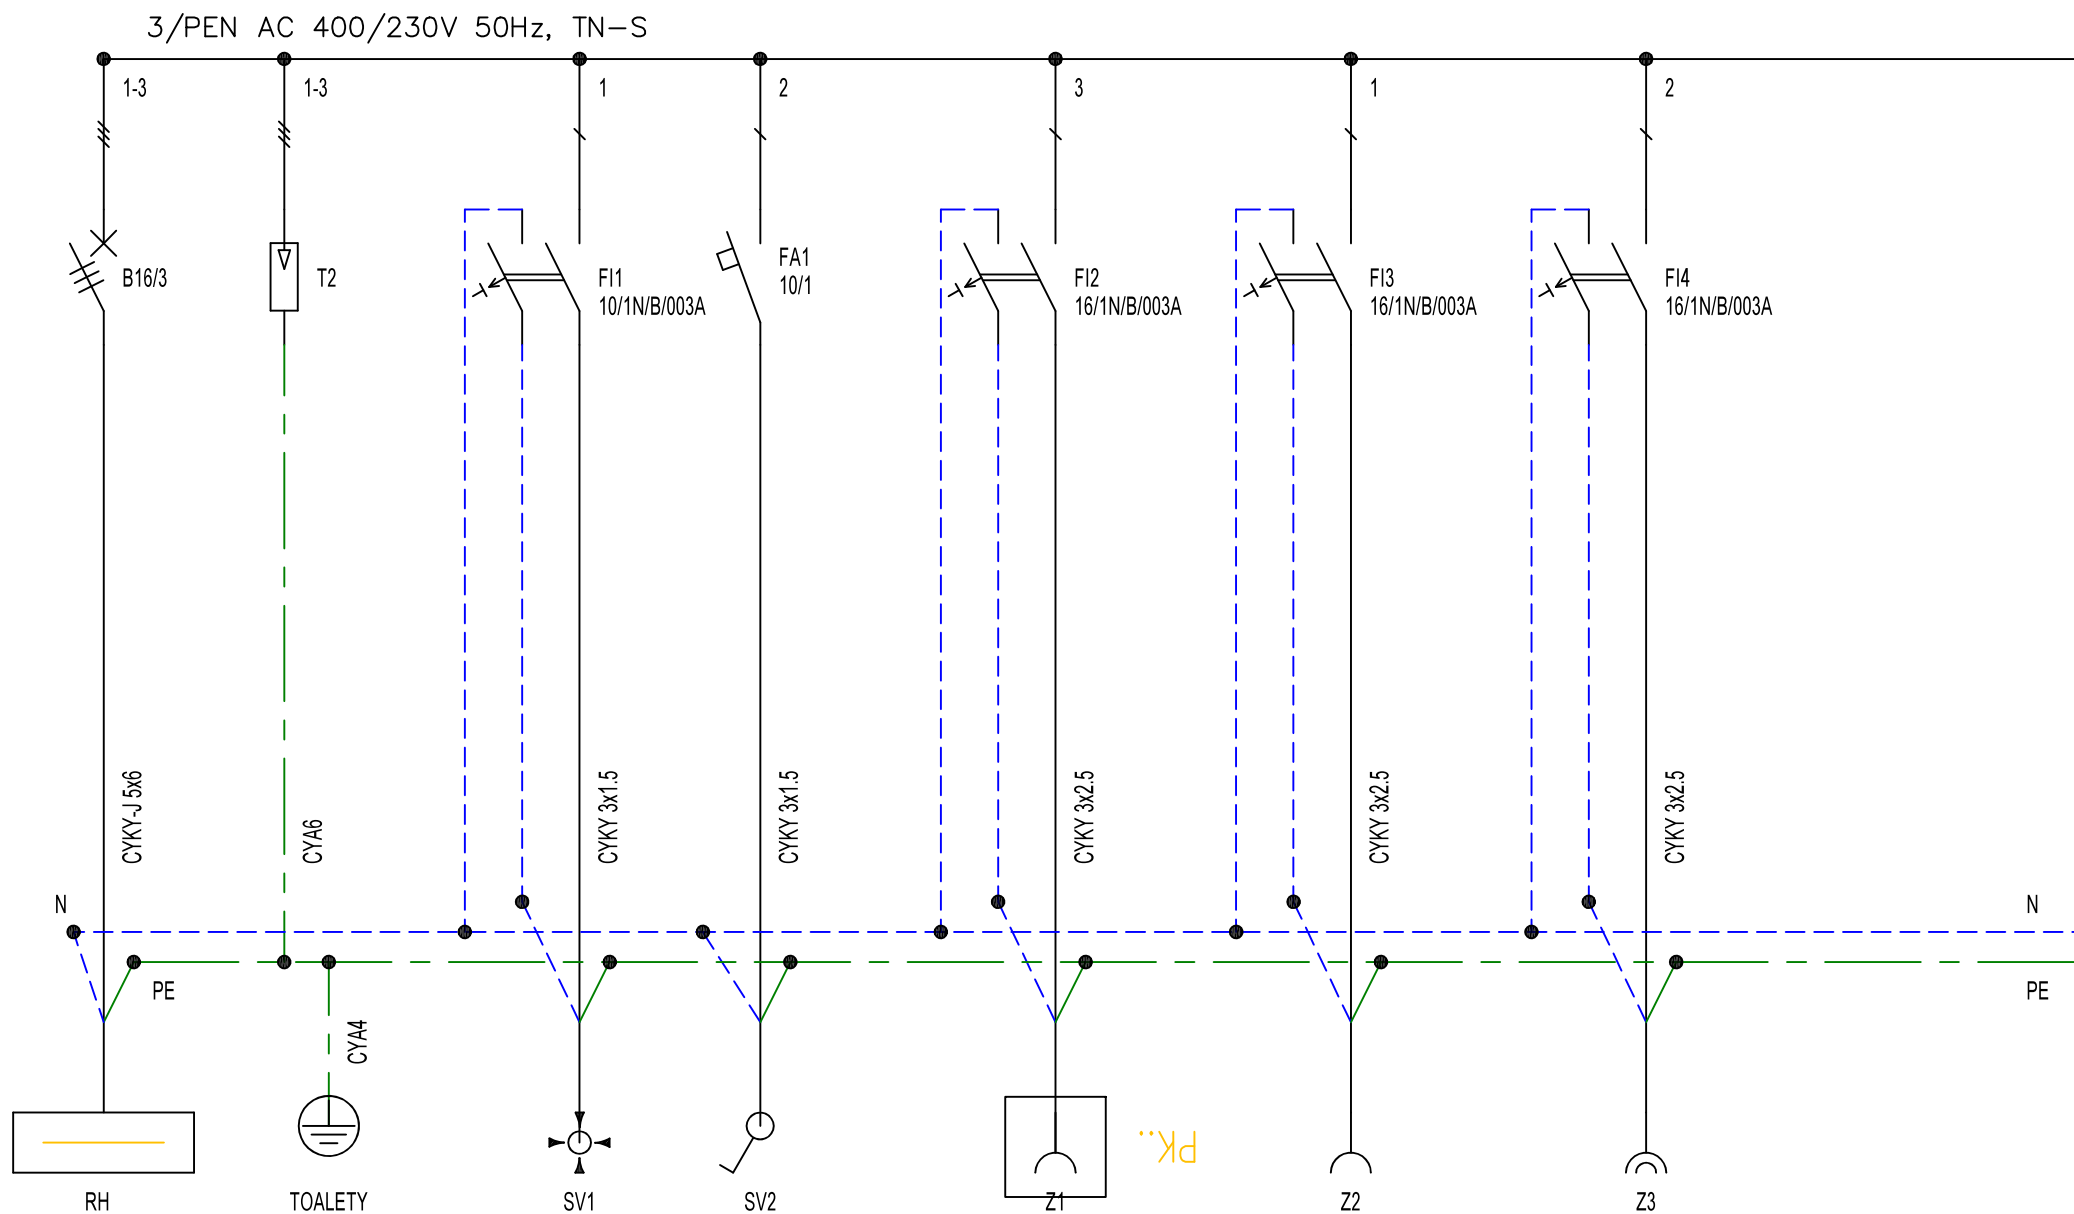 3/PEN AC 400/230V 50Hz, TN-S
1-3
1-3
1
2
3
1
2
B16/3
T2
FI1
10/1N/B/003A
FA1
10/1
FI2
16/1N/B/003A
FI3
16/1N/B/003A
FI4
16/1N/B/003A
CYKY-J 5x6
CYA6
CYKY 3x1.5
CYKY 3x1.5
CYKY 3x2.5
CYKY 3x2.5
CYKY 3x2.5
N
N
PE
PE
CYA4
PK..
RH
TOALETY
SV1
SV2
Z1
Z2
Z3